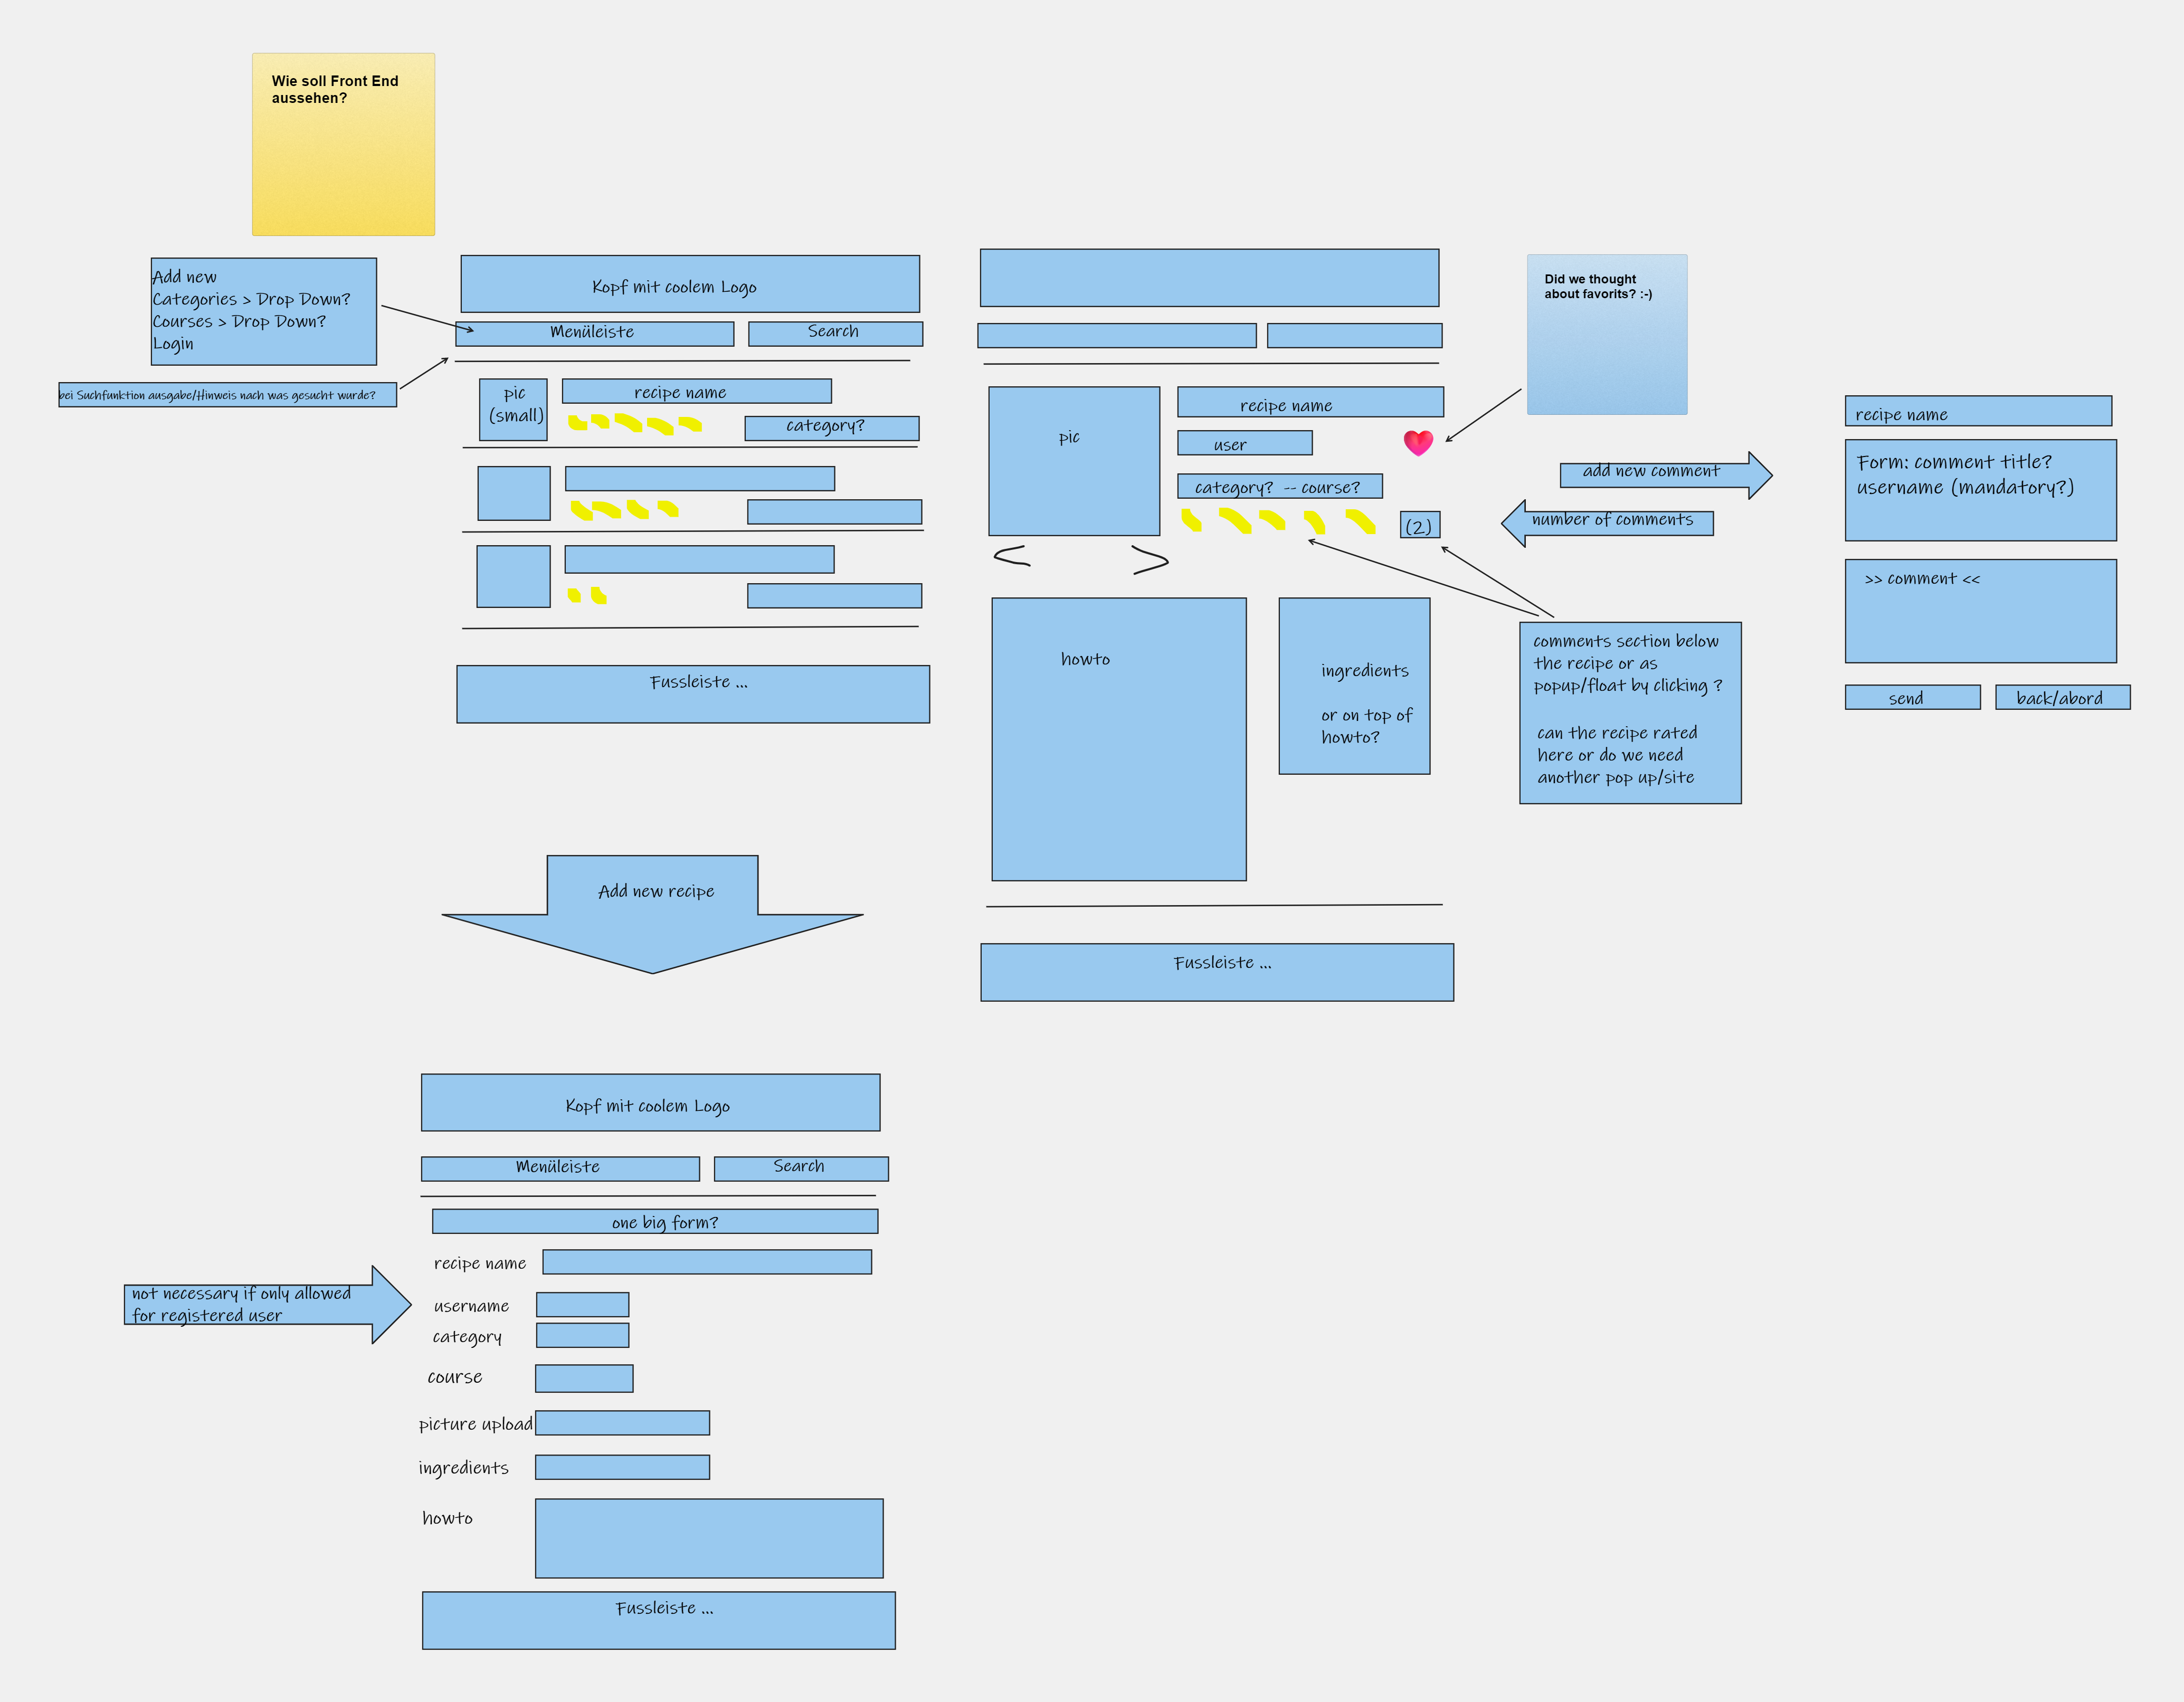 Wie soll Front End
aussehen?
Add new
Categories > Drop Down?
Courses > Drop Down?
Login
bei Suchfunktion ausgabe/Hinweis nach was gesucht wurde?
Kopf mit coolem Logo
Menüleiste
Search
pic
(small)
recipe name
category?
Fussleiste ...
pic
recipe name
user
category? -- course?
(2)
< >
howto
ingredients
or on top of
howto?
Fussleiste ...
Did we thought
about favorits? :-)
add new comment
number of comments
comments section below
the recipe or as
popup/float by clicking ?
can the recipe rated
here or do we need
another pop up/site
recipe name
Form: comment title?
username (mandatory?)
>> comment <<
send
back/abord
Add new recipe
Kopf mit coolem Logo
Menüleiste
Search
one big form?
recipe name
not necessary if only allowed
for registered user
username
category
course
picture upload
ingredients
howto
Fussleiste ...